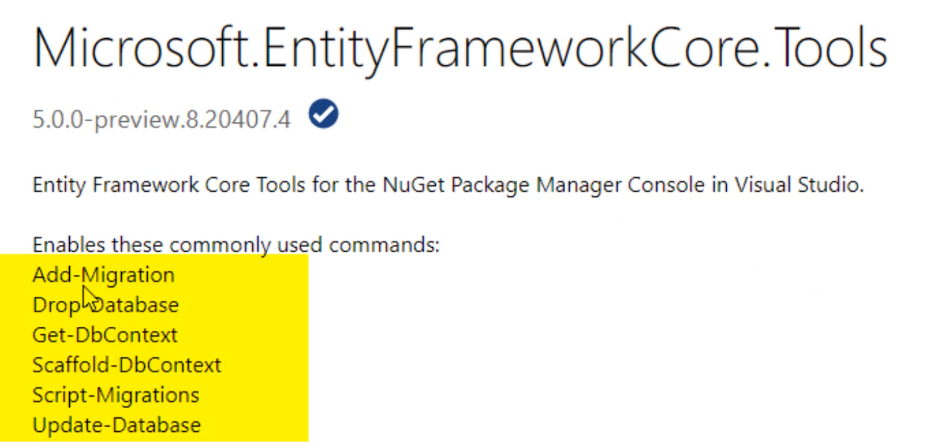 Microsoft.EntityFrameworkCore.Tools
5.0.0-preview.8.20407.4
Entity Framework Core Tools for the NuGet Package Manager Console in Visual Studio.
Enables these commonly used commands:
Add-Migration
Drop-Database
Get-DbContext
Scaffold-DbContext
Script-Migrations
Update-Database